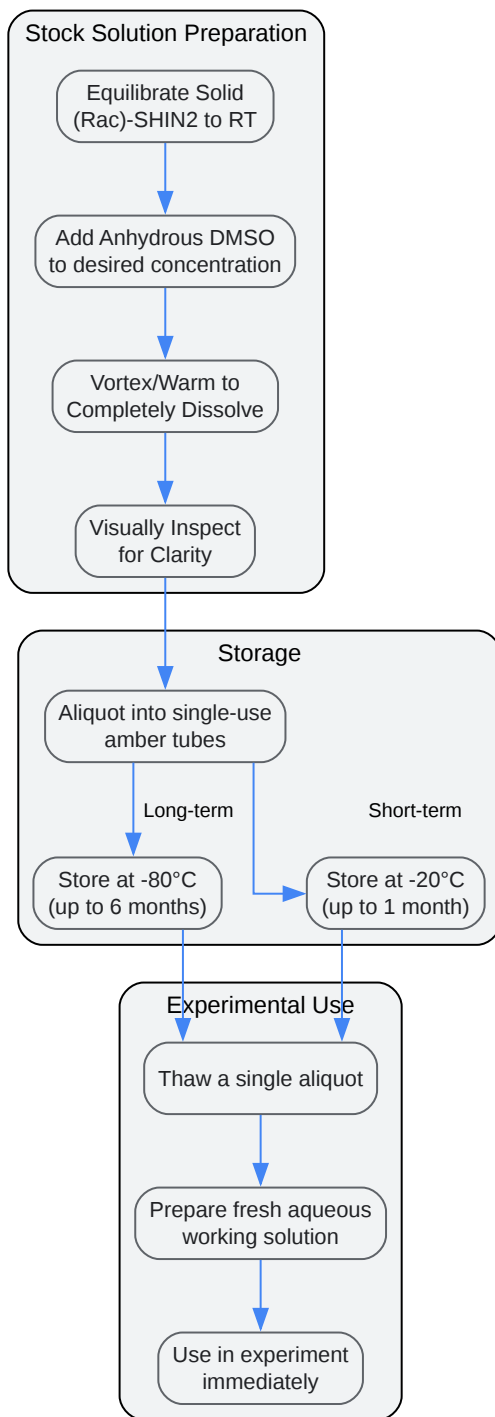 Stock Solution Preparation
Equilibrate Solid
(Rac)-SHIN2 to RT
Add Anhydrous DMSO
to desired concentration
Vortex/Warm to
Completely Dissolve
Visually Inspect
for Clarity
Storage
Aliquot into single-use
amber tubes
Long-term
Short-term
Store at -80°C
(up to 6 months)
Store at -20°C
(up to 1 month)
Experimental Use
Thaw a single aliquot
Prepare fresh aqueous
working solution
Use in experiment
immediately